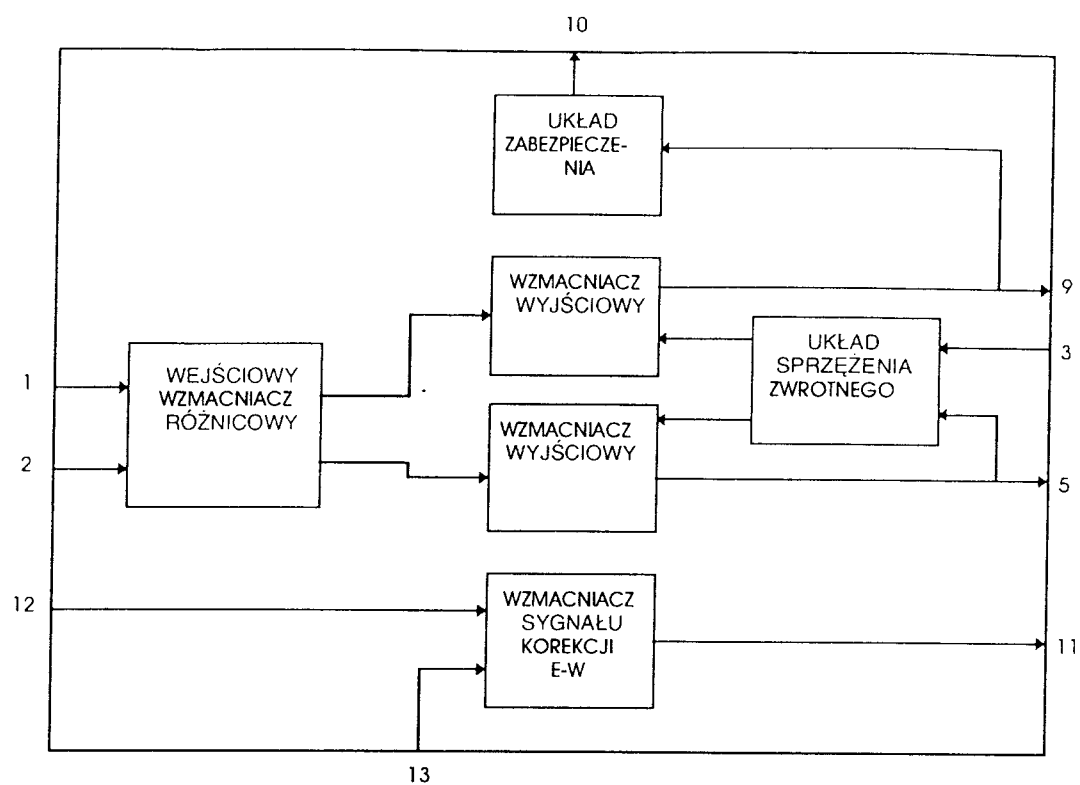 10
UKŁAD
ZABEZPIECZE-
NIA
WZMACNIACZ
WYJŚCIOWY
9
UKŁAD
SPRZĘŻENIA
ZWROTNEGO
3
1
WEJŚCIOWY
WZMACNIACZ
RÓŻNICOWY
2
WZMACNIACZ
WYJŚCIOWY
5
12
WZMACNIACZ
SYGNAŁU
KOREKCJI
E-W
11
13